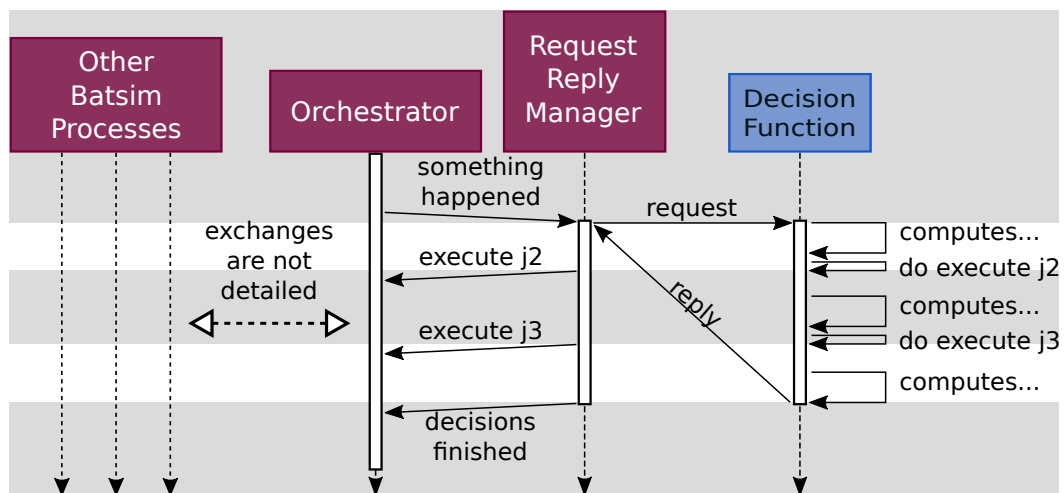 Other
Batsim
Processes
Orchestrator
Request
Reply
Manager
Decision
Function
something
happened
request
exchanges
are not
detailed
execute j2
reply
computes...
do execute j2
computes...
execute j3
do execute j3
computes...
decisions
finished